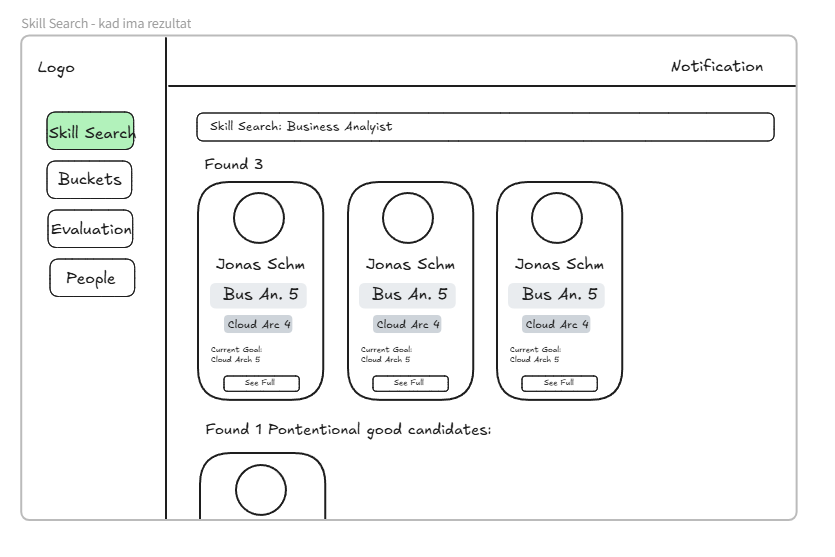 Skill Search - kad ima rezultat
Logo
Notification
Skill Search
Buckets
Evaluation
People
Skill Search: Business Analyist
Found 3
Jonas Schm
Bus An. 5
Cloud Arc 4
Current Goal:
Cloud Arch 5
See Full
Jonas Schm
Bus An. 5
Cloud Arc 4
Current Goal:
Cloud Arch 5
See Full
Jonas Schm
Bus An. 5
Cloud Arc 4
Current Goal:
Cloud Arch 5
See Full
Found 1 Pontentional good candidates: